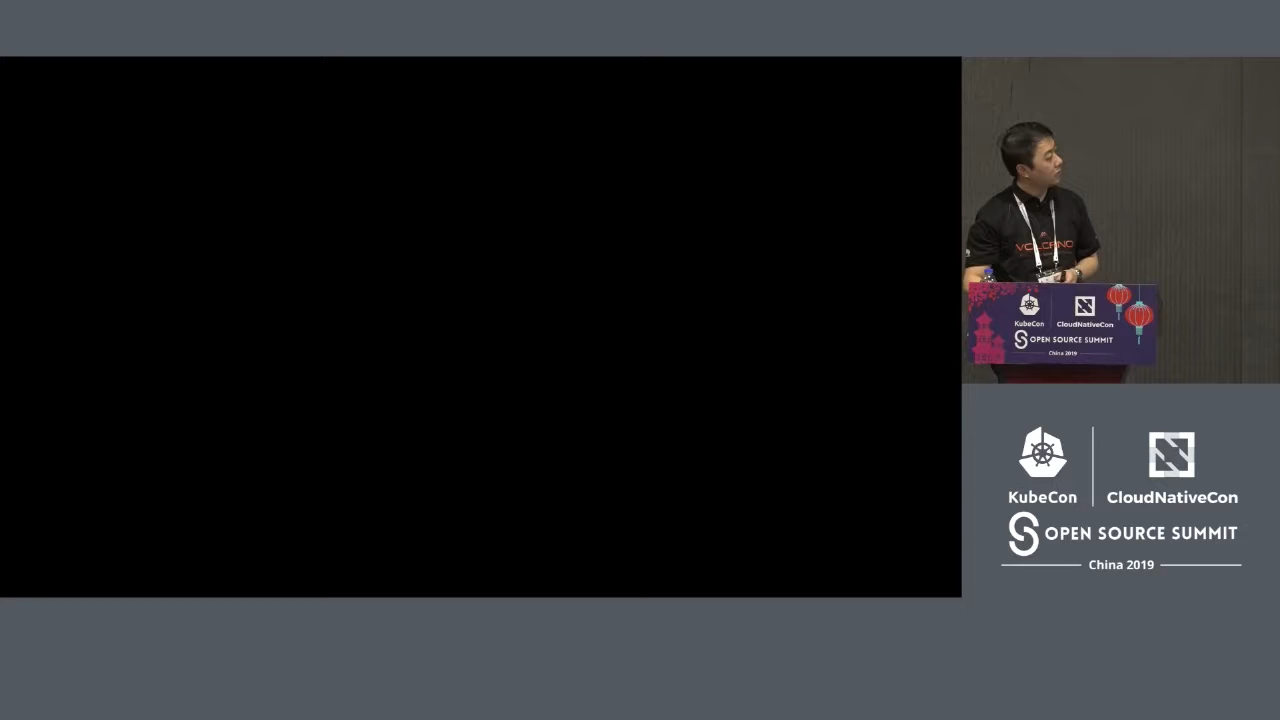 VOLCANO
KubeCon
CloudNativeCon
OPEN SOURCE SUMMIT
China 2019
KubeCon
CloudNativeCon
OPEN SOURCE SUMMIT
China 2019